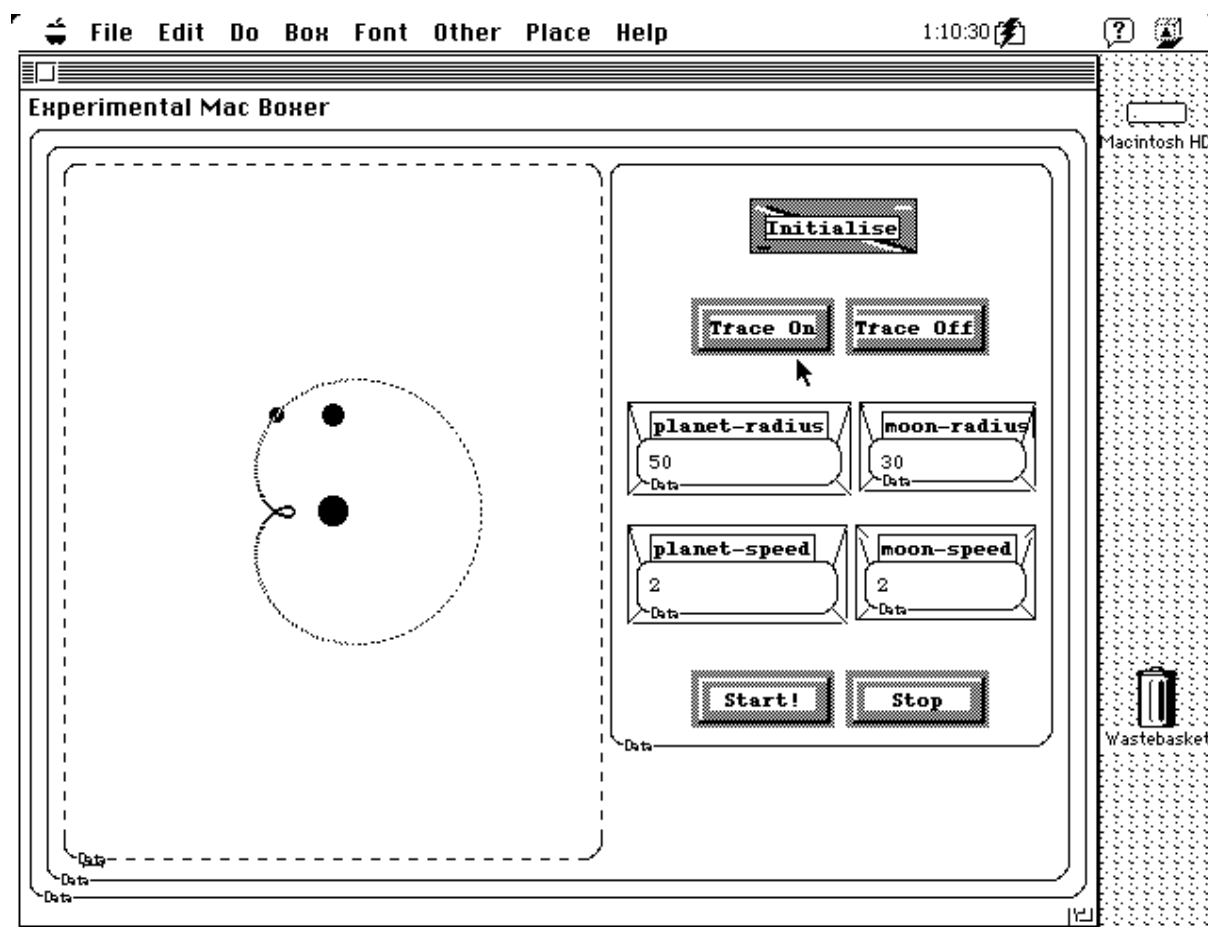 File Edit Do Box Font Other Place Help 1:10:30 ?
Experimental Mac Boxer
Macintosh HD
Initialise
Trace On Trace Off
planet-radius moon-radius
50 30
Data Data
planet-speed moon-speed
2 2
Data Data
Start! Stop
Data
Wastebasket
Data
Data
Data